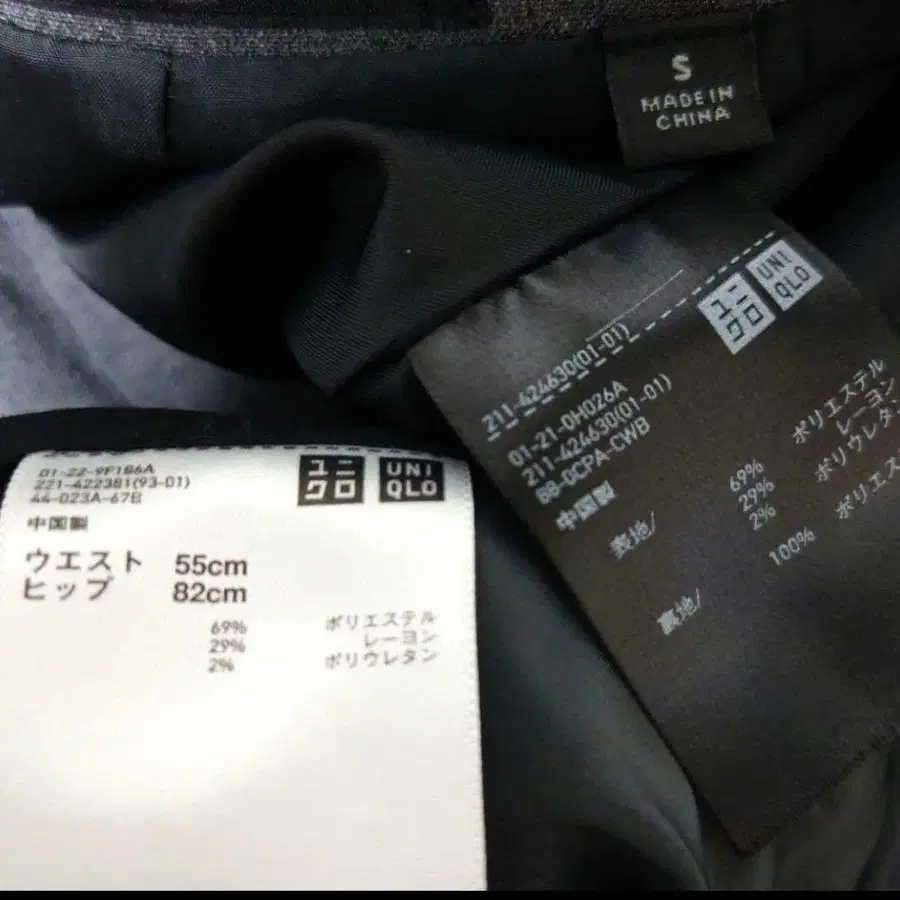 S
MADE IN
CHINA
ユニ
クロ
UNI
QLO
211-424630(01-01)
01-21-0H026A
211-424630(01-01)
88-0CPA-CWB
中国製
表地/
69% ポリエステル
29% レーヨン
2% ポリウレタン
裏地/
100%
01-22-9F186A
221-422381(93-01)
44-023A-67B
ユニ
クロ
UNI
QLO
中国製
ウエスト 55cm
ヒップ 82cm
69% ポリエステル
29% レーヨン
2% ポリウレタン